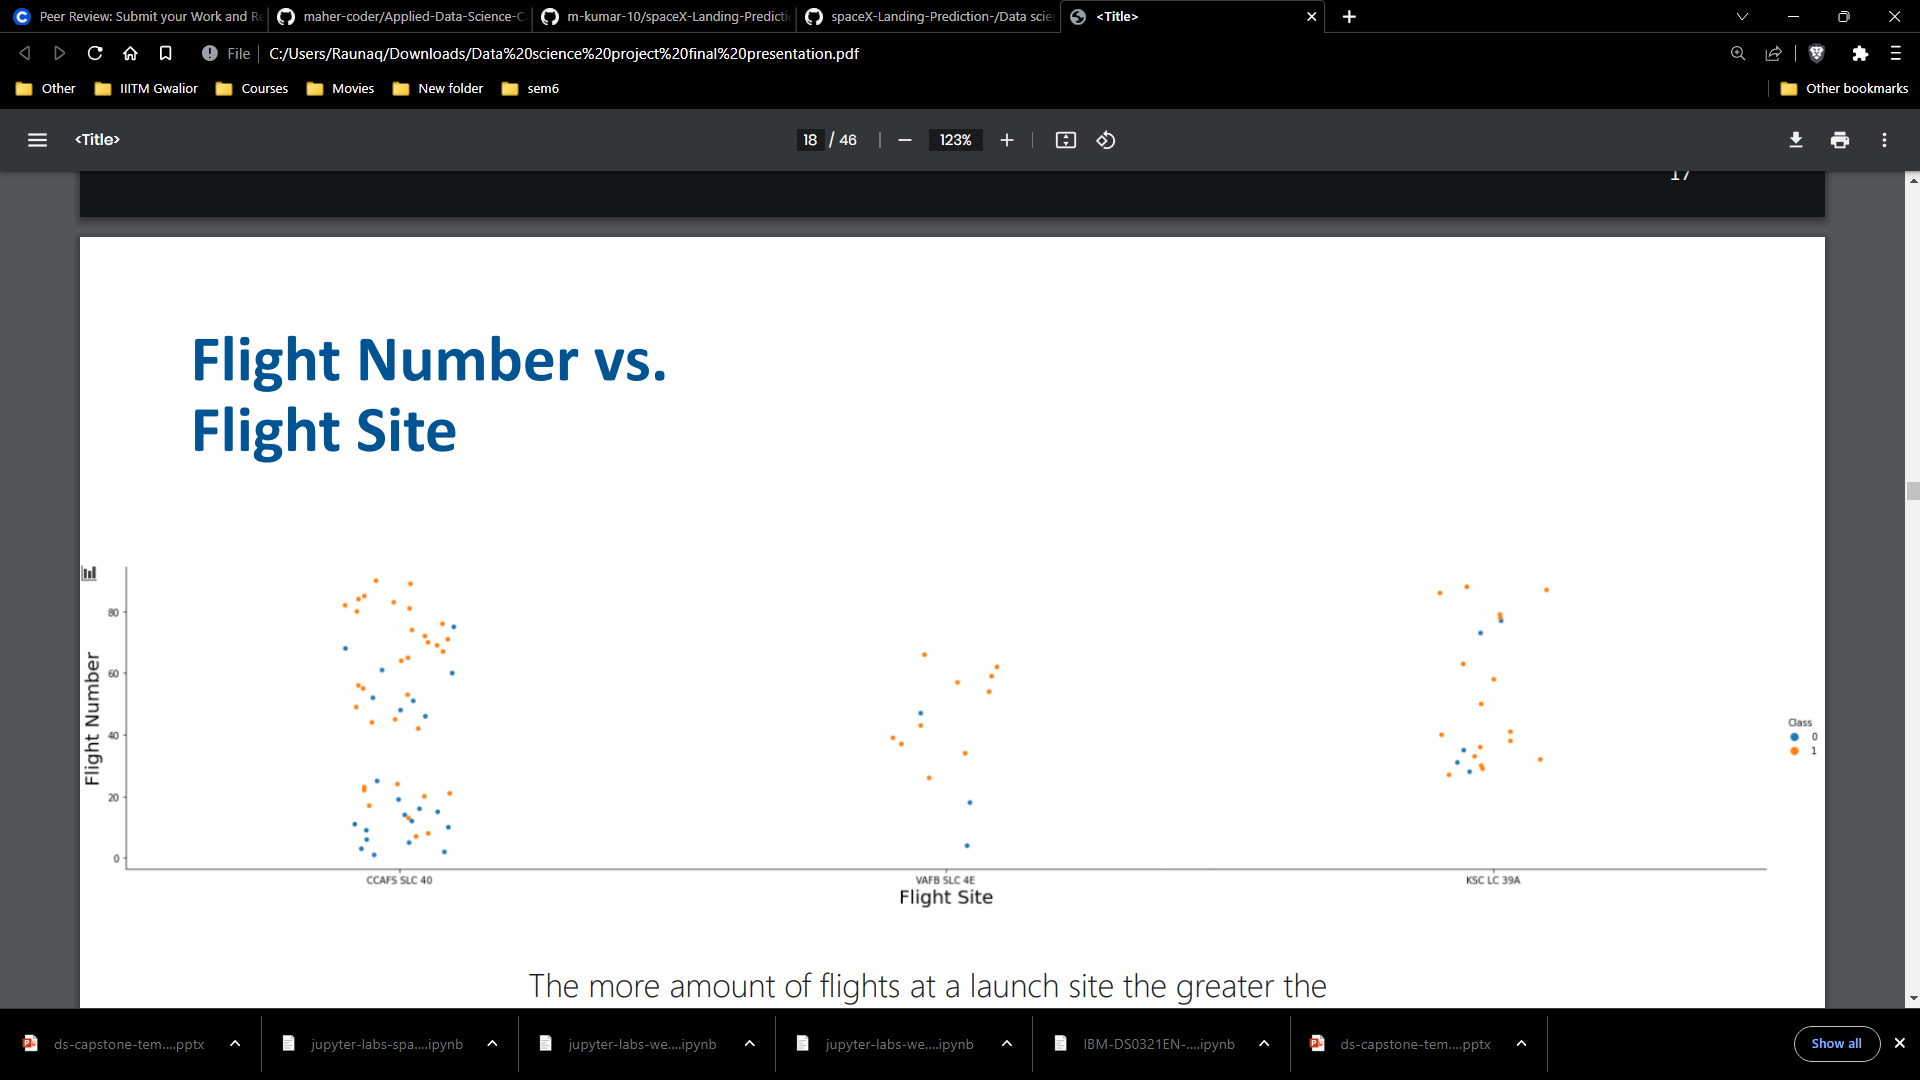 Peer Review: Submit your Work and Re
maher-coder/Applied-Data-Science-C
m-kumar-10/spaceX-Landing-Predicti
spaceX-Landing-Prediction-/Data scie
<Title>
File
C:/Users/Raunaq/Downloads/Data%20science%20project%20final%20presentation.pdf
Other
IIITM Gwalior
Courses
Movies
New folder
sem6
Other bookmarks
<Title>
18 / 46
123%
17
Flight Number vs.
Flight Site
Flight Number
80
60
40
20
0
CCAFS SLC 40
VAFB SLC 4E
KSC LC 39A
Flight Site
Class
0
1
The more amount of flights at a launch site the greater the
ds-capstone-tem....pptx
jupyter-labs-spa....ipynb
jupyter-labs-we....ipynb
jupyter-labs-we....ipynb
IBM-DS0321EN-....ipynb
ds-capstone-tem....pptx
Show all